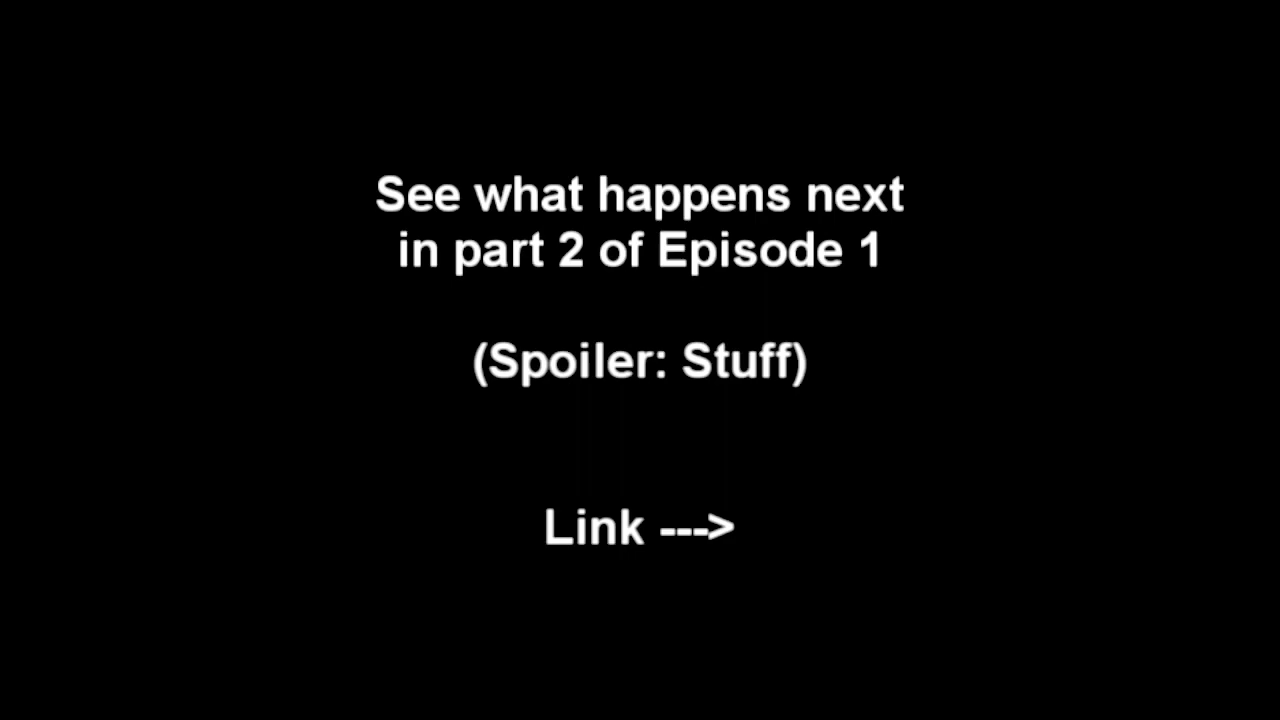 See what happens next
in part 2 of Episode 1
(Spoiler: Stuff)
Link --->